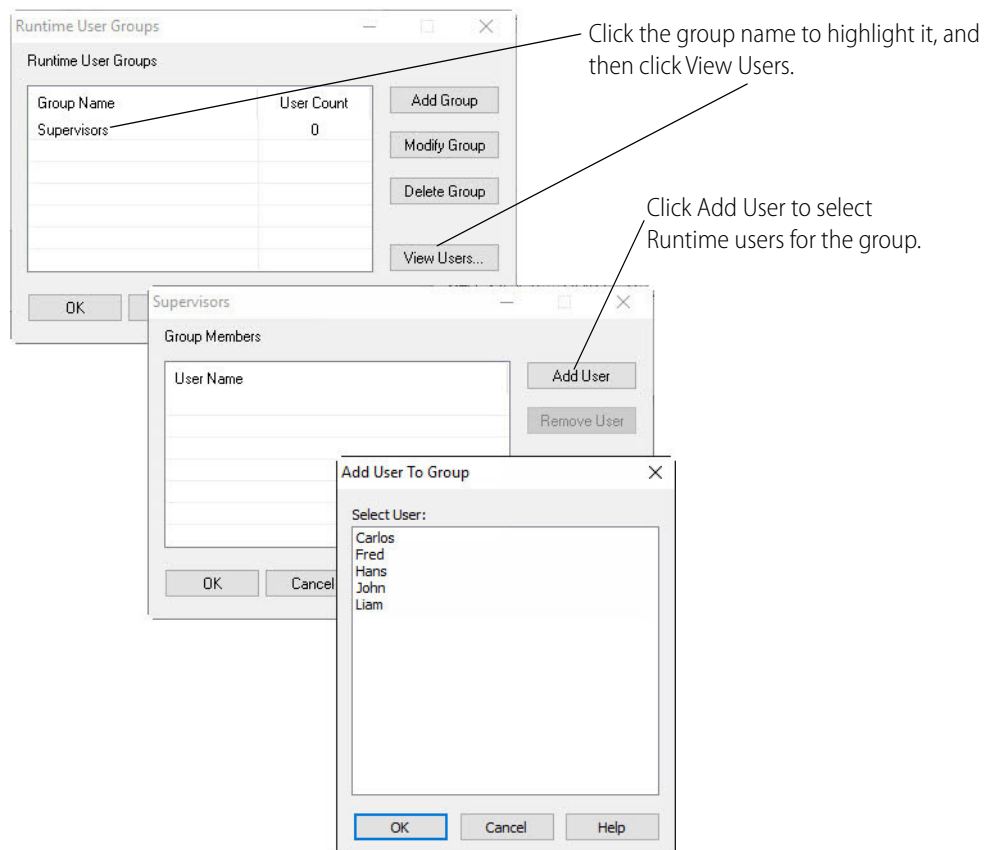 Runtime User Groups
Click the group name to highlight it, and
then click View Users.
Runtime User Groups
Group Name User Count
Supervisors 0
Add Group
Modify Group
Delete Group
View Users...
OK
Click Add User to select
Runtime users for the group.
Supervisors
Group Members
User Name
Add User
Remove User
OK Cancel
Add User To Group
Select User:
Carlos
Fred
Hans
John
Liam
OK Cancel Help